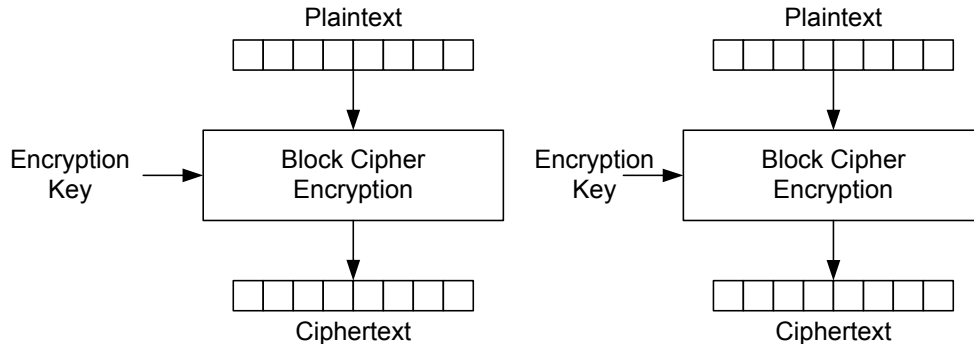 Plaintext
Encryption
Key
Block Cipher
Encryption
Ciphertext
Plaintext
Encryption
Key
Block Cipher
Encryption
Ciphertext